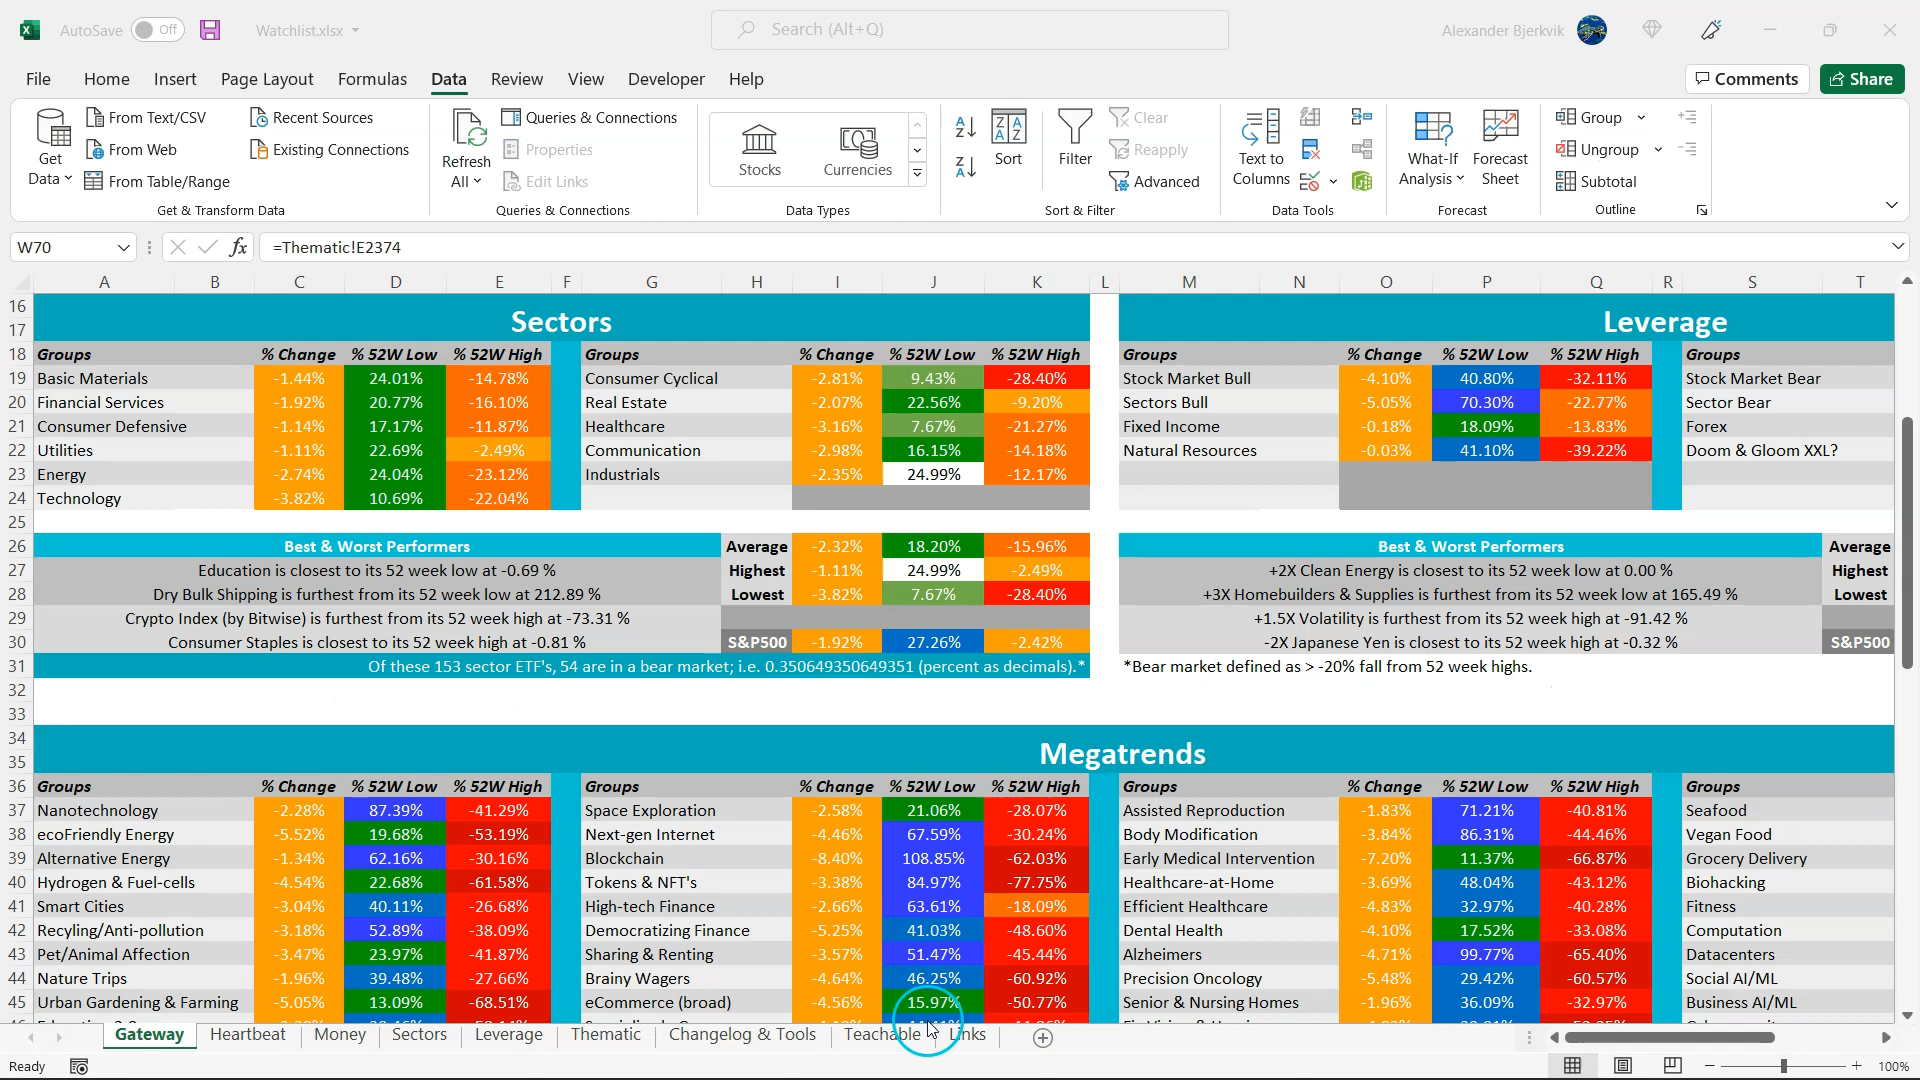 AutoSave Off Watchlist.xlsx Search (Alt+Q) Alexander Bjerkvik
File Home Insert Page Layout Formulas Data Review View Developer Help Comments Share
Get Data From Text/CSV From Web From Table/Range Recent Sources Existing Connections
Refresh All Queries & Connections Properties Edit Links
Stocks Currencies
Sort Filter Clear Reapply Advanced
Text to Columns What-If Analysis Forecast Sheet Group Ungroup Subtotal
Get & Transform Data Queries & Connections Data Types Sort & Filter Data Tools Forecast Outline
W70 fx =Thematic!E2374
A B C D E F G H I J K L M N O P Q R S T
16
17 Sectors Leverage
18 Groups % Change % 52W Low % 52W High Groups % Change % 52W Low % 52W High Groups % Change % 52W Low % 52W High Groups
19 Basic Materials -1.44% 24.01% -14.78% Consumer Cyclical -2.81% 9.43% -28.40% Stock Market Bull -4.10% 40.80% -32.11% Stock Market Bear
20 Financial Services -1.92% 20.77% -16.10% Real Estate -2.07% 22.56% -9.20% Sectors Bull -5.05% 70.30% -22.77% Sector Bear
21 Consumer Defensive -1.14% 17.17% -11.87% Healthcare -3.16% 7.67% -21.27% Fixed Income -0.18% 18.09% -13.83% Forex
22 Utilities -1.11% 22.69% -2.49% Communication -2.98% 16.15% -14.18% Natural Resources -0.03% 41.10% -39.22% Doom & Gloom XXL?
23 Energy -2.74% 24.04% -23.12% Industrials -2.35% 24.99% -12.17%
24 Technology -3.82% 10.69% -22.04%
25
26 Best & Worst Performers Average -2.32% 18.20% -15.96% Best & Worst Performers Average
27 Education is closest to its 52 week low at -0.69 % Highest -1.11% 24.99% -2.49% +2X Clean Energy is closest to its 52 week low at 0.00 % Highest
28 Dry Bulk Shipping is furthest from its 52 week low at 212.89 % Lowest -3.82% 7.67% -28.40% +3X Homebuilders & Supplies is furthest from its 52 week low at 165.49 % Lowest
29 Crypto Index (by Bitwise) is furthest from its 52 week high at -73.31 % +1.5X Volatility is furthest from its 52 week high at -91.42 %
30 Consumer Staples is closest to its 52 week high at -0.81 % S&P500 -1.92% 27.26% -2.42% -2X Japanese Yen is closest to its 52 week high at -0.32 % S&P500
31 Of these 153 sector ETF's, 54 are in a bear market; i.e. 0.350649350649351 (percent as decimals).* *Bear market defined as > -20% fall from 52 week highs.
32
33
34
35 Megatrends
36 Groups % Change % 52W Low % 52W High Groups % Change % 52W Low % 52W High Groups % Change % 52W Low % 52W High Groups
37 Nanotechnology -2.28% 87.39% -41.29% Space Exploration -2.58% 21.06% -28.07% Assisted Reproduction -1.83% 71.21% -40.81% Seafood
38 ecoFriendly Energy -5.52% 19.68% -53.19% Next-gen Internet -4.46% 67.59% -30.24% Body Modification -3.84% 86.31% -44.46% Vegan Food
39 Alternative Energy -1.34% 62.16% -30.16% Blockchain -8.40% 108.85% -62.03% Early Medical Intervention -7.20% 11.37% -66.87% Grocery Delivery
40 Hydrogen & Fuel-cells -4.54% 22.68% -61.58% Tokens & NFT's -3.38% 84.97% -77.75% Healthcare-at-Home -3.69% 48.04% -43.12% Biohacking
41 Smart Cities -3.04% 40.11% -26.68% High-tech Finance -2.66% 63.61% -18.09% Efficient Healthcare -4.83% 32.97% -40.28% Fitness
42 Recyling/Anti-pollution -3.18% 52.89% -38.09% Democratizing Finance -5.25% 41.03% -48.60% Dental Health -4.10% 17.52% -33.08% Computation
43 Pet/Animal Affection -3.47% 23.97% -41.87% Sharing & Renting -3.57% 51.47% -45.44% Alzheimers -4.71% 99.77% -65.40% Datacenters
44 Nature Trips -1.96% 39.48% -27.66% Brainy Wagers -4.64% 46.25% -60.92% Precision Oncology -5.48% 29.42% -60.57% Social AI/ML
45 Urban Gardening & Farming -5.05% 13.09% -68.51% eCommerce (broad) -4.56% 15.97% -50.77% Senior & Nursing Homes -1.96% 36.09% -32.97% Business AI/ML
Gateway Heartbeat Money Sectors Leverage Thematic Changelog & Tools Teachable Links
Ready 100%